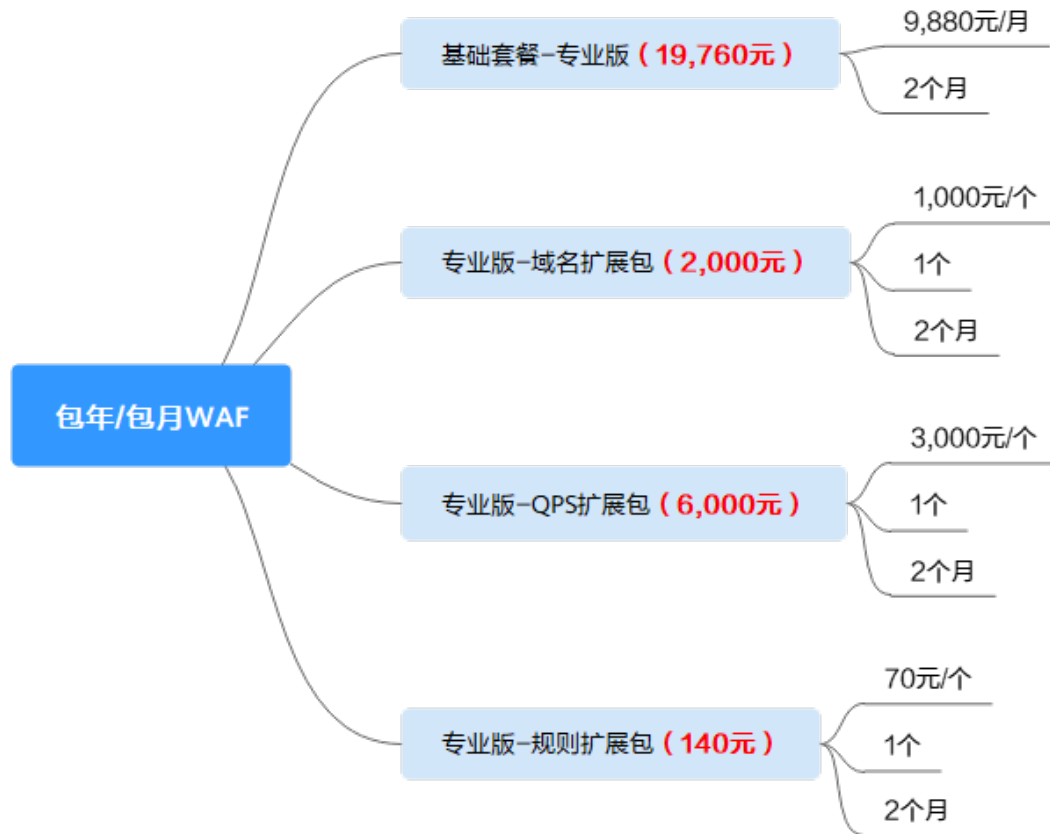 9,880元/月
基础套餐-专业版（19,760元）
2个月
1,000元/个
专业版-域名扩展包（2,000元）
1个
2个月
包年/包月WAF
3,000元/个
专业版-QPS扩展包（6,000元）
1个
2个月
70元/个
专业版-规则扩展包（140元）
1个
2个月